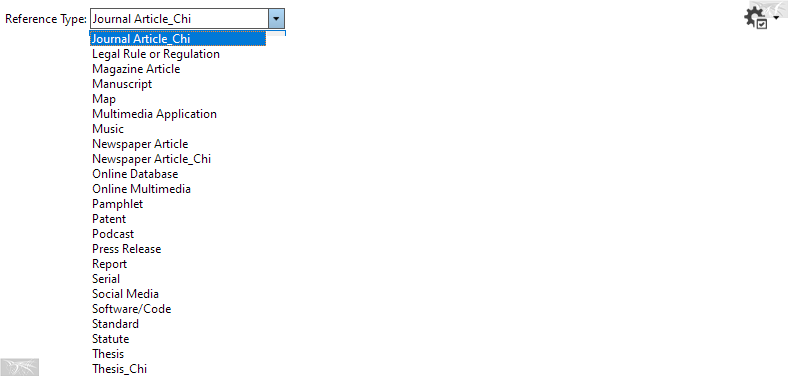 Reference Type: Journal Article_Chi
Journal Article_Chi
Legal Rule or Regulation
Magazine Article
Manuscript
Map
Multimedia Application
Music
Newspaper Article
Newspaper Article_Chi
Online Database
Online Multimedia
Pamphlet
Patent
Podcast
Press Release
Report
Serial
Social Media
Software/Code
Standard
Statute
Thesis
Thesis_Chi